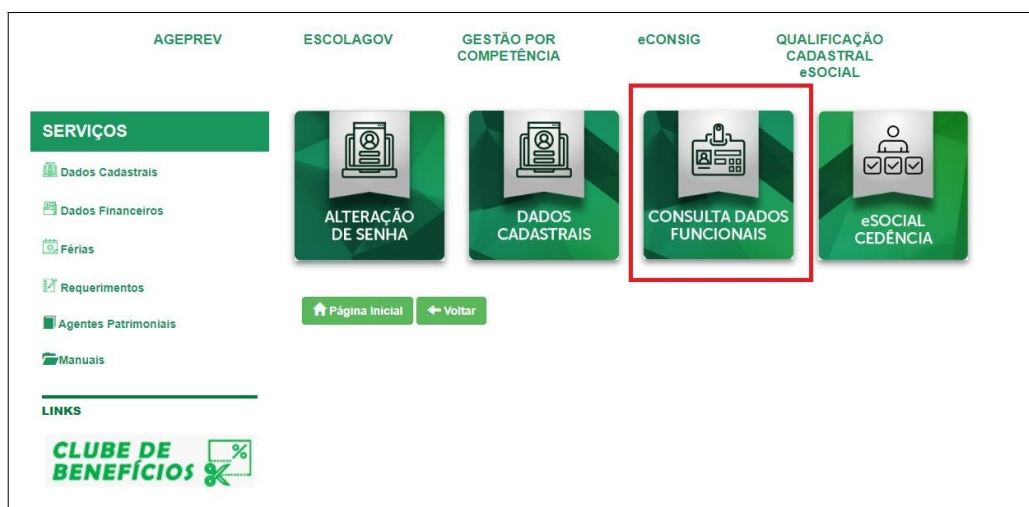 AGEPREV
ESCOLAGOV
GESTÃO POR
COMPETÊNCIA
eCONSIG
QUALIFICAÇÃO
CADASTRAL
eSOCIAL
SERVIÇOS
Dados Cadastrais
Dados Financeiros
Férias
Requerimentos
Agentes Patrimoniais
Manuais
LINKS
CLUBE DE
BENEFÍCIOS
%
ALTERAÇÃO
DE SENHA
DADOS
CADASTRAIS
CONSULTA DADOS
FUNCIONAIS
eSOCIAL
CEDÊNCIA
Página Inicial
Voltar